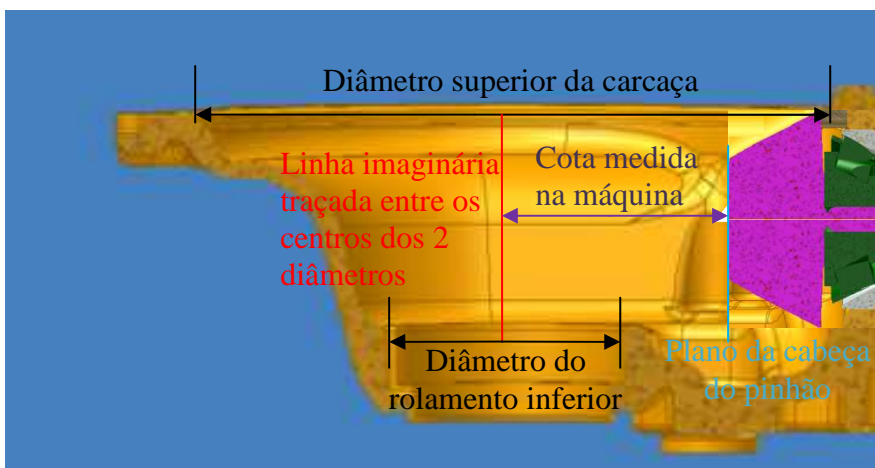 Diâmetro superior da carcaça
Linha imaginária
traçada entre os
centros dos 2
diâmetros
Cota medida
na máquina
Diâmetro do
rolamento inferior
Plano da cabeça
do pinhão